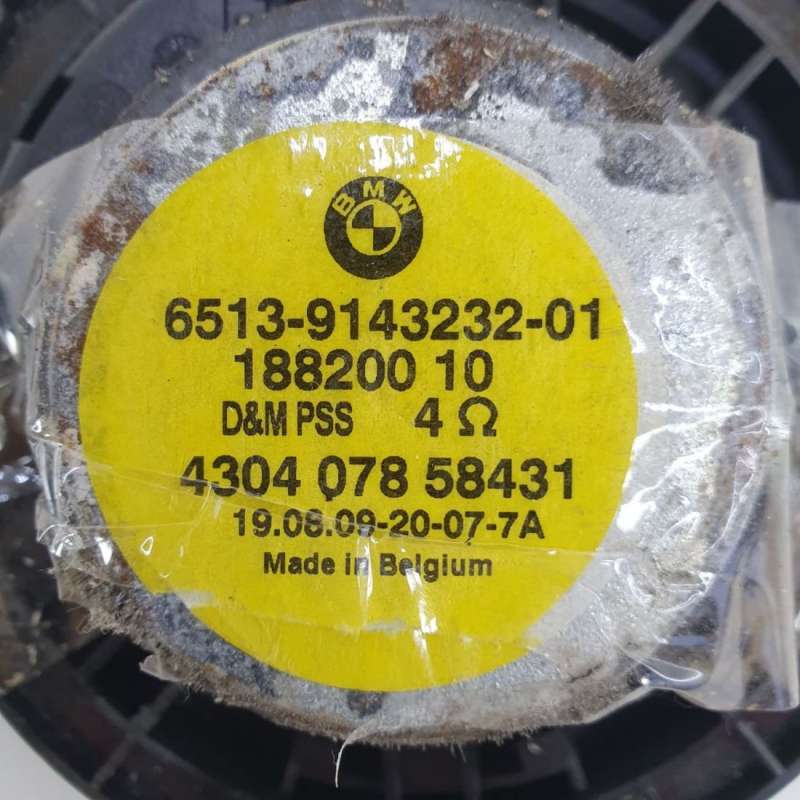 BMW
6513-9143232-01
188200 10
D&M PSS 4 Ω
4304 078 58431
19.08.09-20-07-7A
Made in Belgium